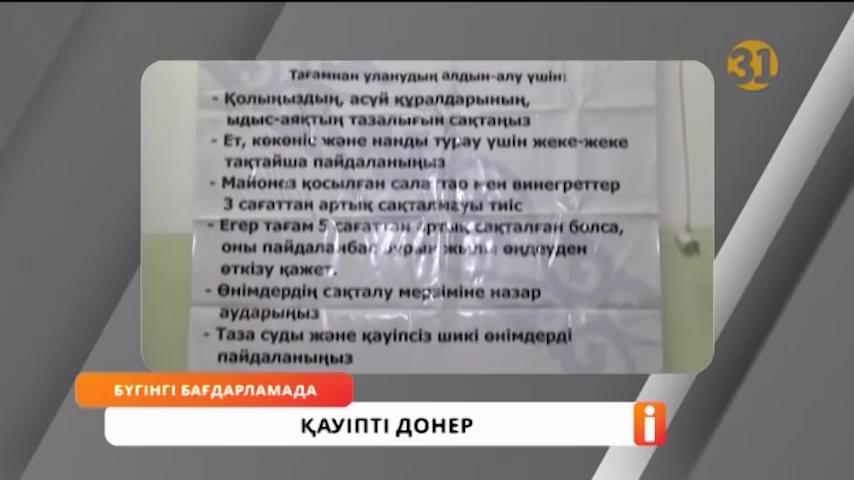 31
Тағамнан уланудың алдын-алу үшін:
- Қолыңыздың, асүй құралдарының,
ыдыс-аяқтың тазалығын сақтаңыз
- Ет, көкөніс және нанды турау үшін жеке-жеке
тақтайша пайдаланыңыз
- Майонез қосылған салаттар мен винегреттер
3 сағаттан артық сақталмауы тиіс
- Егер тағам 5 сағаттан артық сақталған болса,
оны пайдаланбас бұрын жылы өңдеуден
өткізу қажет.
- Өнімдердің сақталу мерзіміне назар
аударыңыз
- Таза суды және қауіпсіз шикі өнімдерді
пайдаланыңыз
БҮГІНГІ БАҒДАРЛАМАДА
ҚАУІПТІ ДОНЕР
i